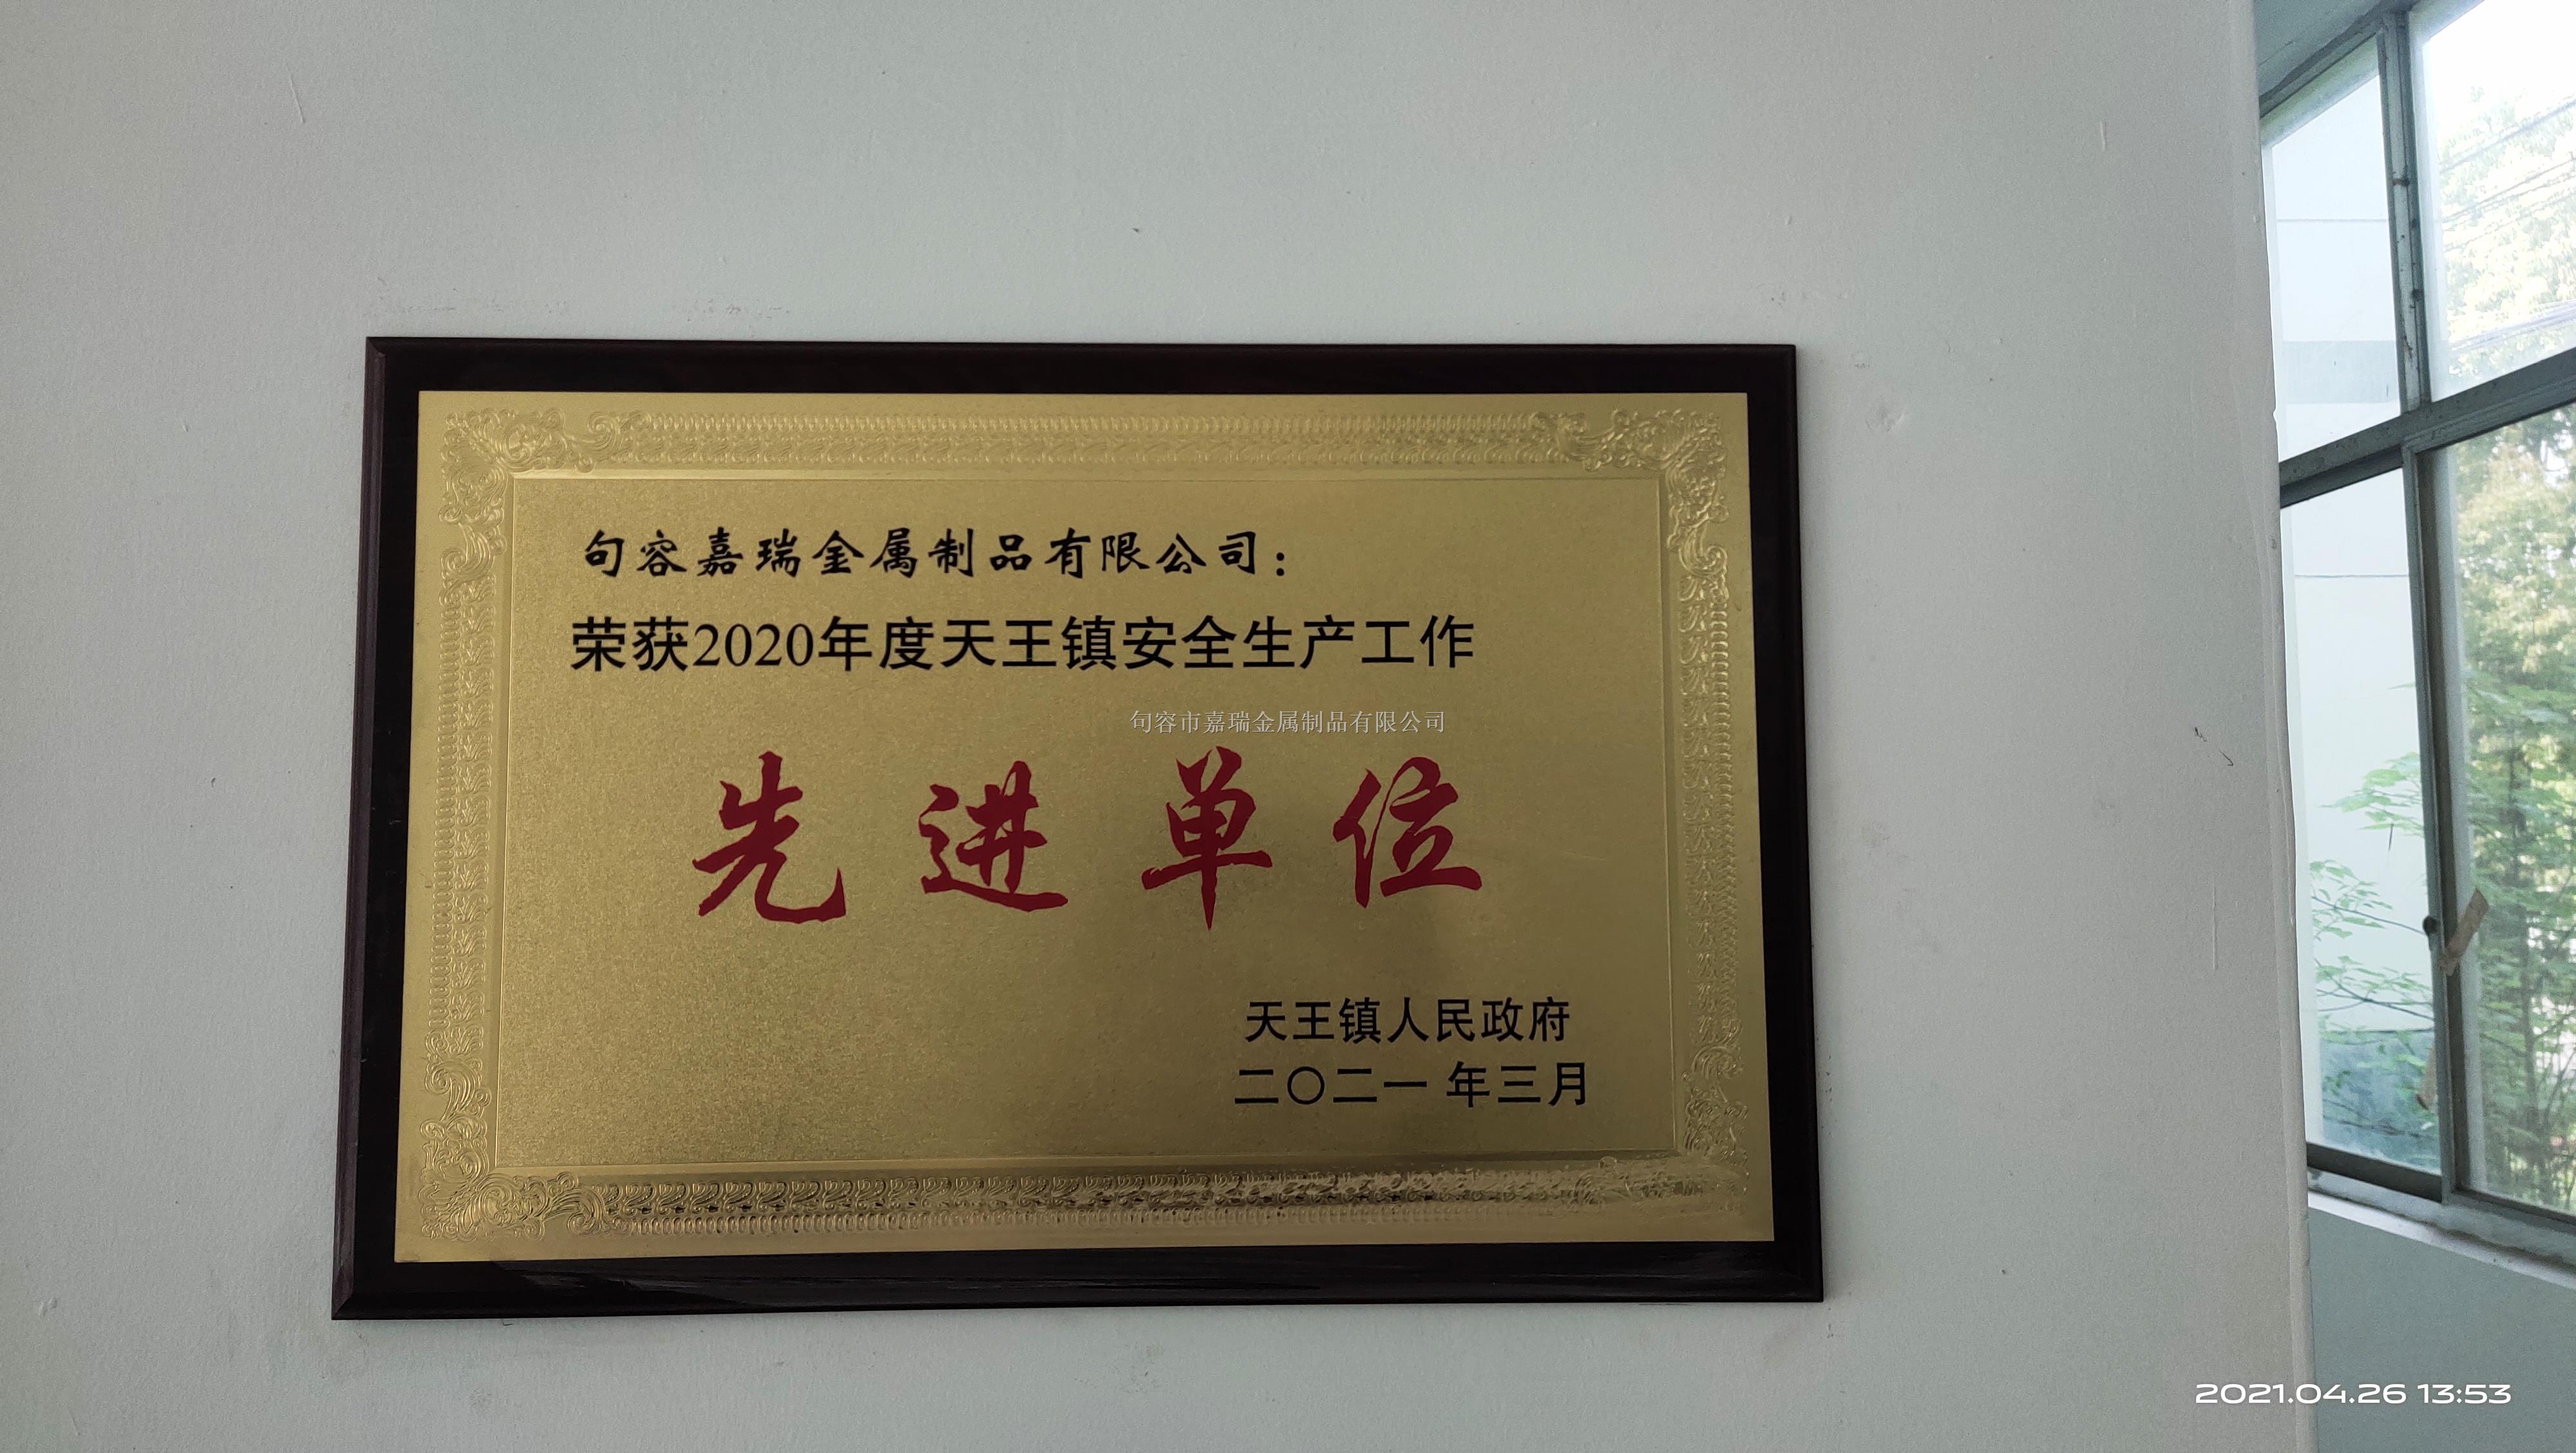 句容嘉瑞金属制品有限公司：
荣获2020年度天王镇安全生产工作
句容市嘉瑞金属制品有限公司
先进单位
天王镇人民政府
二〇二一年三月
2021.04.26 13:53